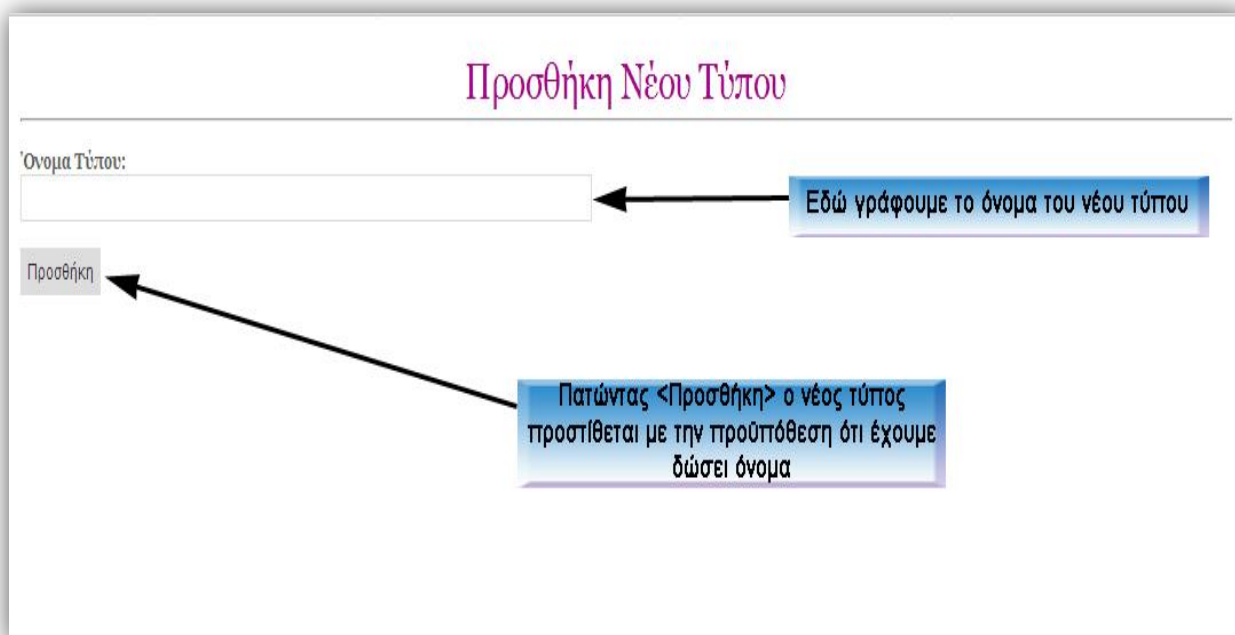 Προσθήκη Νέου Τύπου
Όνομα Τύπου:
Εδώ γράφουμε το όνομα του νέου τύπου
Προσθήκη
Πατώντας <Προσθήκη> ο νέος τύπος
προστίθεται με την προϋπόθεση ότι έχουμε
δώσει όνομα